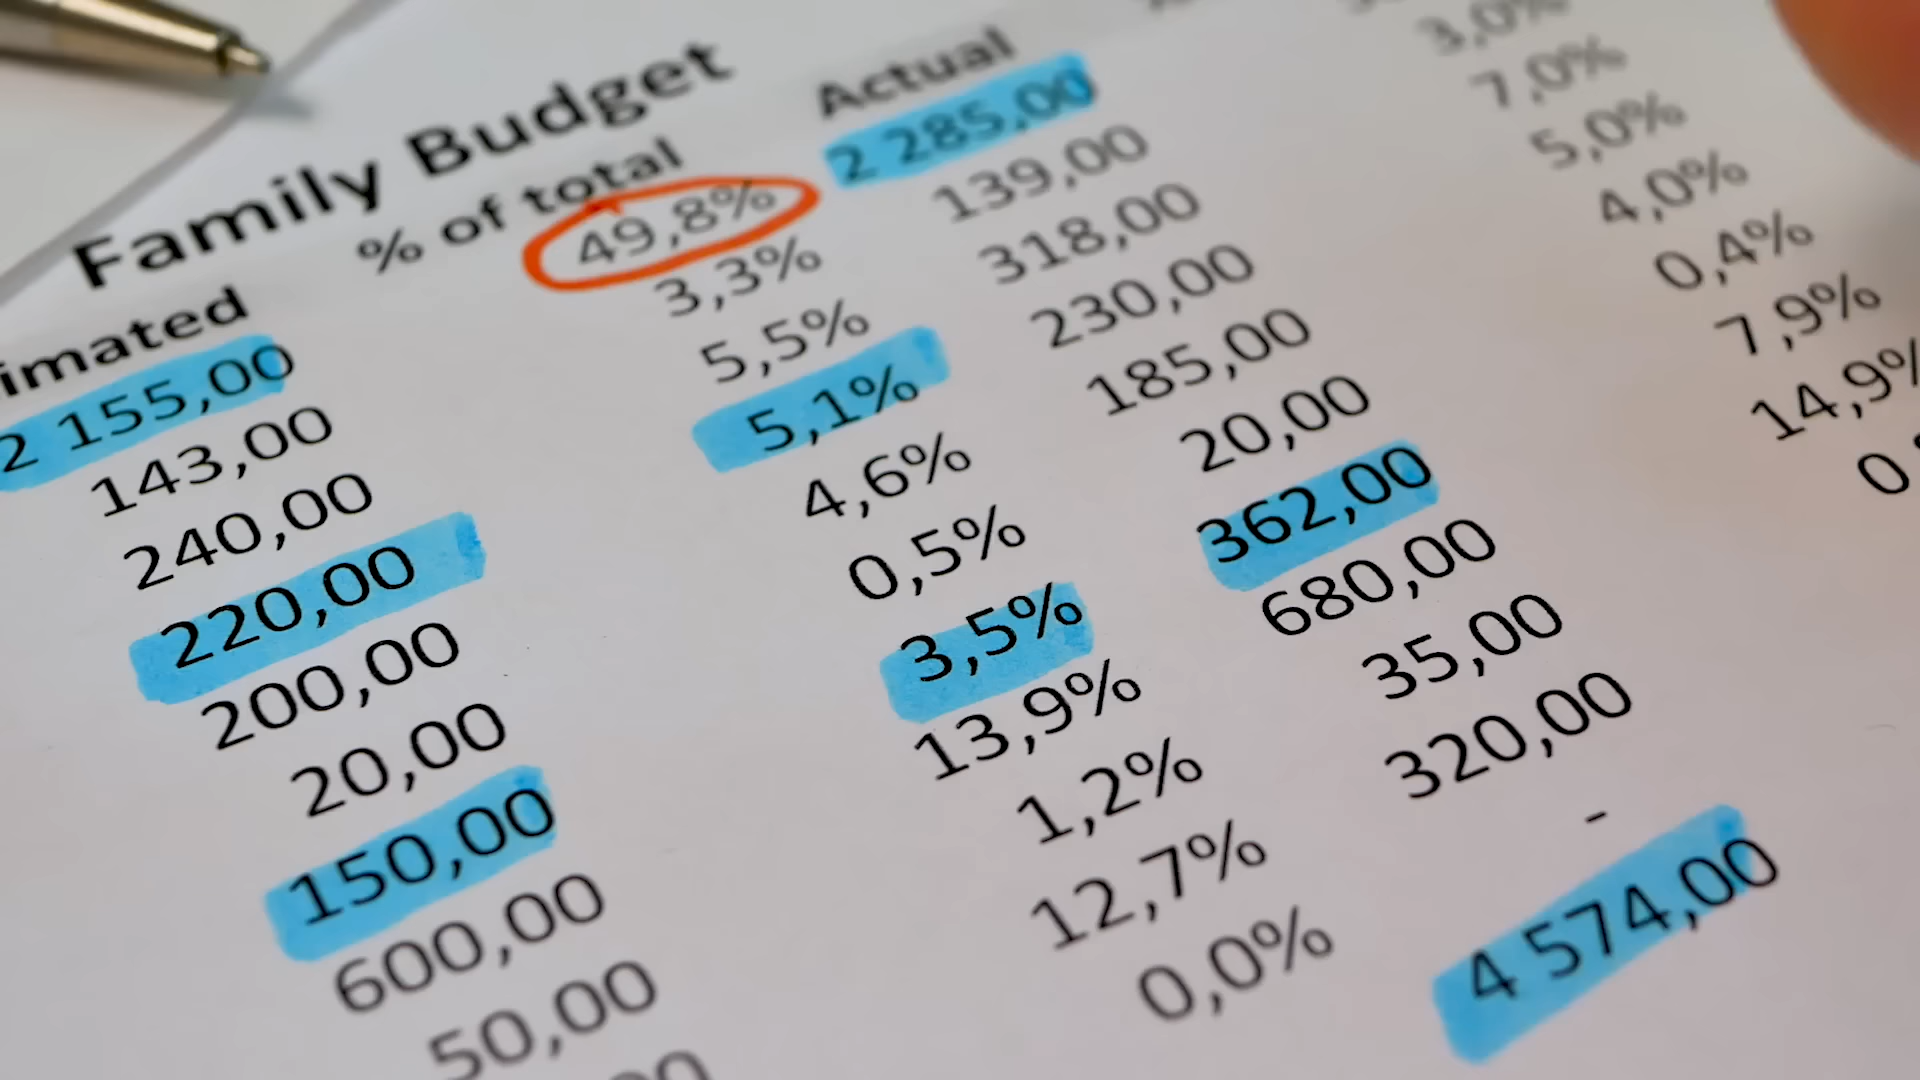 Family Budget
imated % of total Actual
2 155,00 49,8% 2 285,00
143,00 3,3% 139,00 3,0%
240,00 5,5% 318,00 7,0%
220,00 5,1% 230,00 5,0%
200,00 4,6% 185,00 4,0%
20,00 0,5% 20,00 0,4%
150,00 3,5% 362,00 7,9%
600,00 13,9% 680,00 14,9%
50,00 1,2% 35,00
12,7% 320,00
0,0% -
4 574,00